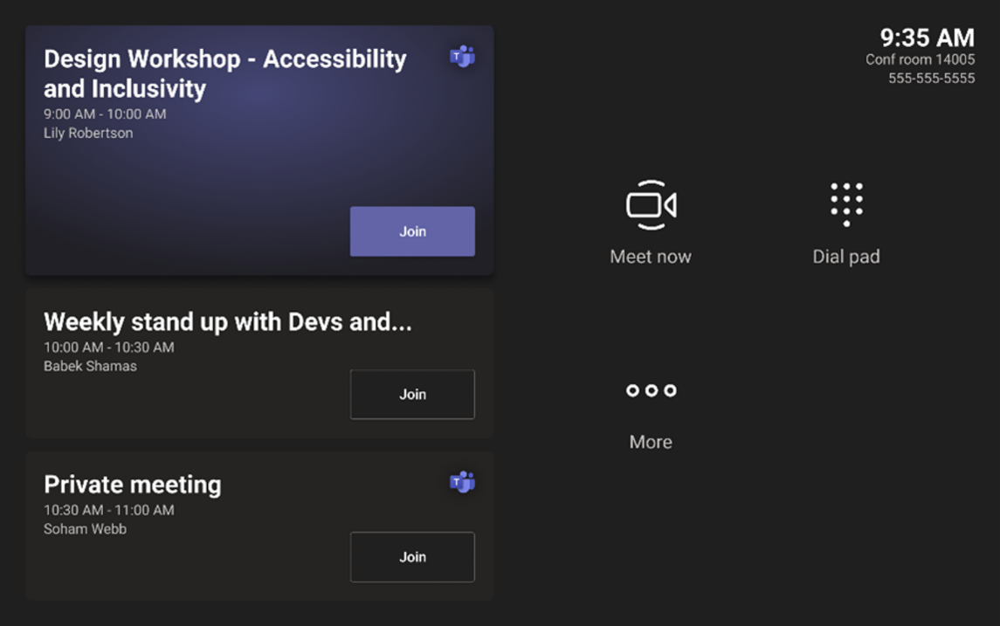 Design Workshop - Accessibility
and Inclusivity
9:00 AM - 10:00 AM
Lily Robertson
Join
Weekly stand up with Devs and...
10:00 AM - 10:30 AM
Babek Shamas
Join
Private meeting
10:30 AM - 11:00 AM
Soham Webb
Join
9:35 AM
Conf room 14005
555-555-5555
Meet now
Dial pad
More